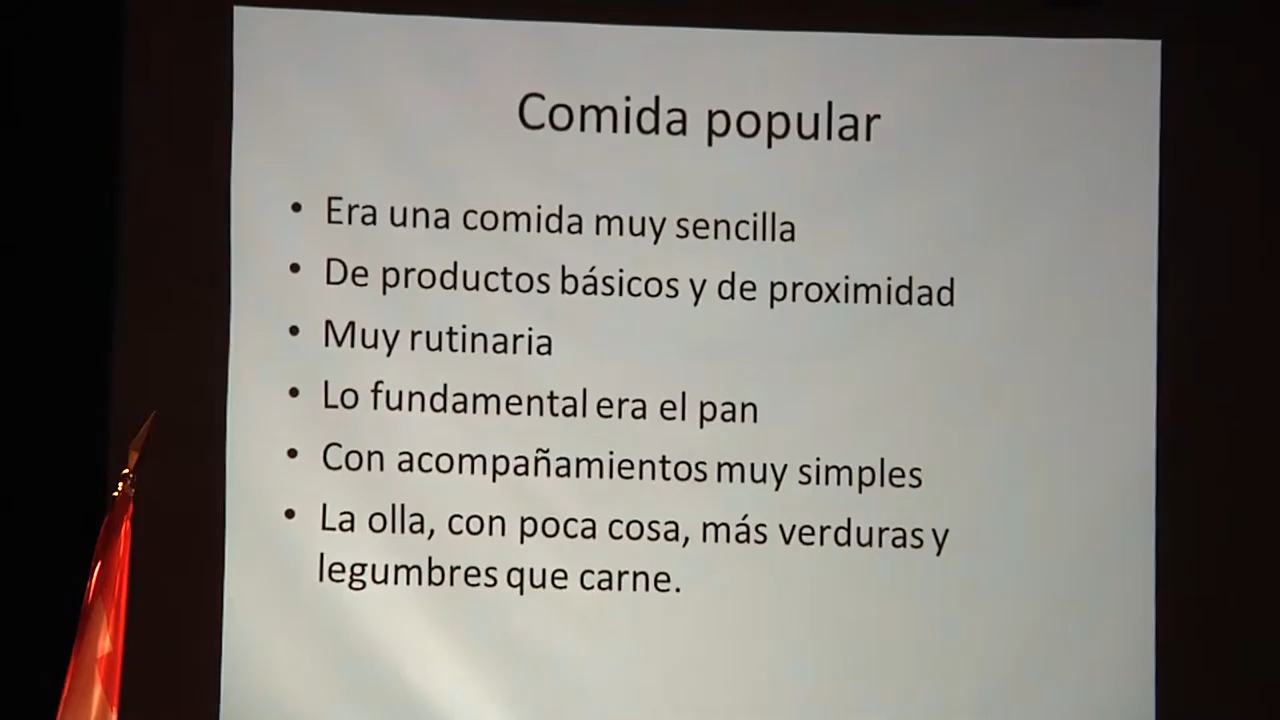 Comida popular
• Era una comida muy sencilla
• De productos básicos y de proximidad
• Muy rutinaria
• Lo fundamental era el pan
• Con acompañamientos muy simples
• La olla, con poca cosa, más verduras y
legumbres que carne.